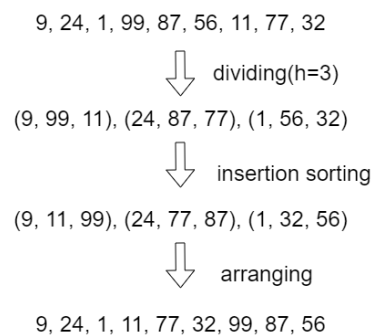 9, 24, 1, 99, 87, 56, 11, 77, 32
dividing(h=3)
(9, 99, 11), (24, 87, 77), (1, 56, 32)
insertion sorting
(9, 11, 99), (24, 77, 87), (1, 32, 56)
arranging
9, 24, 1, 11, 77, 32, 99, 87, 56